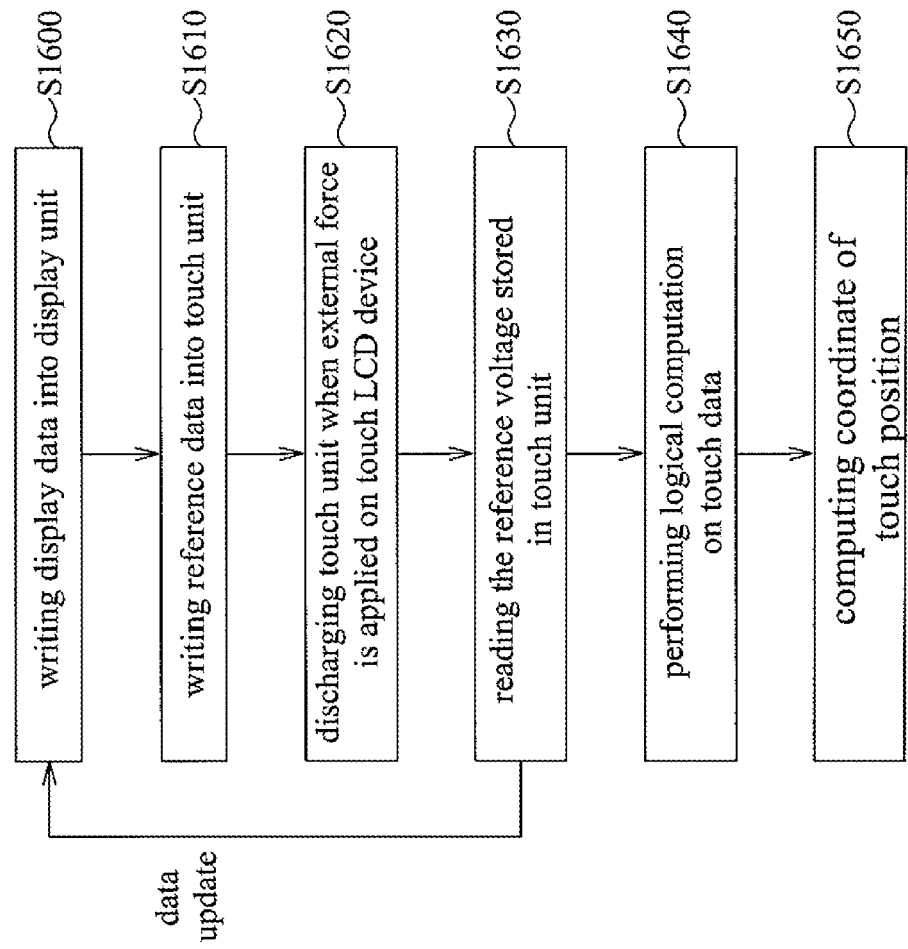 writing display data into display unit
S1600
writing reference data into touch unit
S1610
discharging touch unit when external force
is applied on touch LCD device
S1620
reading the reference voltage stored
in touch unit
S1630
performing logical computation
on touch data
S1640
computing coordinate of
touch position
S1650
data
update